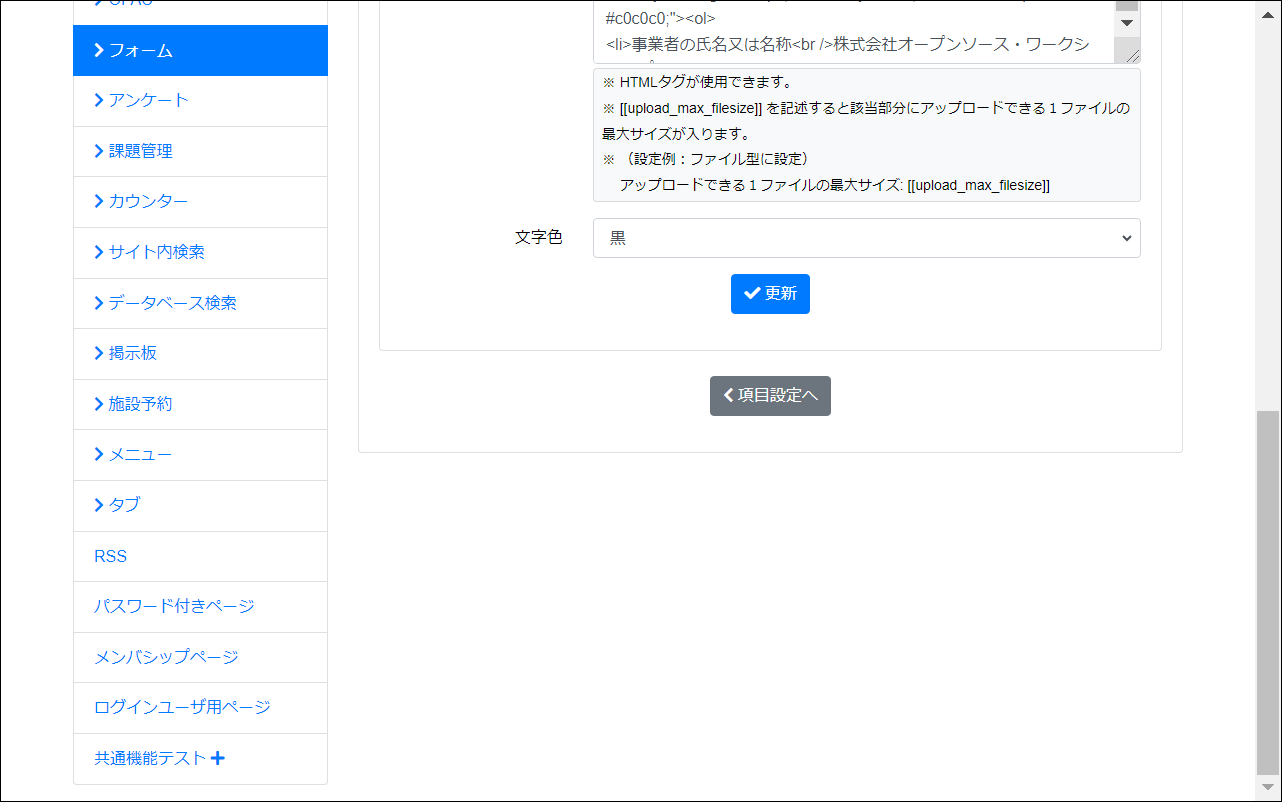 フォーム
アンケート
課題管理
カウンター
サイト内検索
データベース検索
掲示板
施設予約
メニュー
タブ
RSS
パスワード付きページ
メンバシップページ
ログインユーザ用ページ
共通機能テスト
#c0c0c0;"><ol>
<li>事業者の氏名又は名称<br />株式会社オープンソース・ワークシ
※ HTMLタグが使用できます。
※ [[upload_max_filesize]] を記述すると該当部分にアップロードできる１ファイルの
最大サイズが入ります。
※ （設定例：ファイル型に設定）
アップロードできる１ファイルの最大サイズ: [[upload_max_filesize]]
文字色
黒
更新
項目設定へ